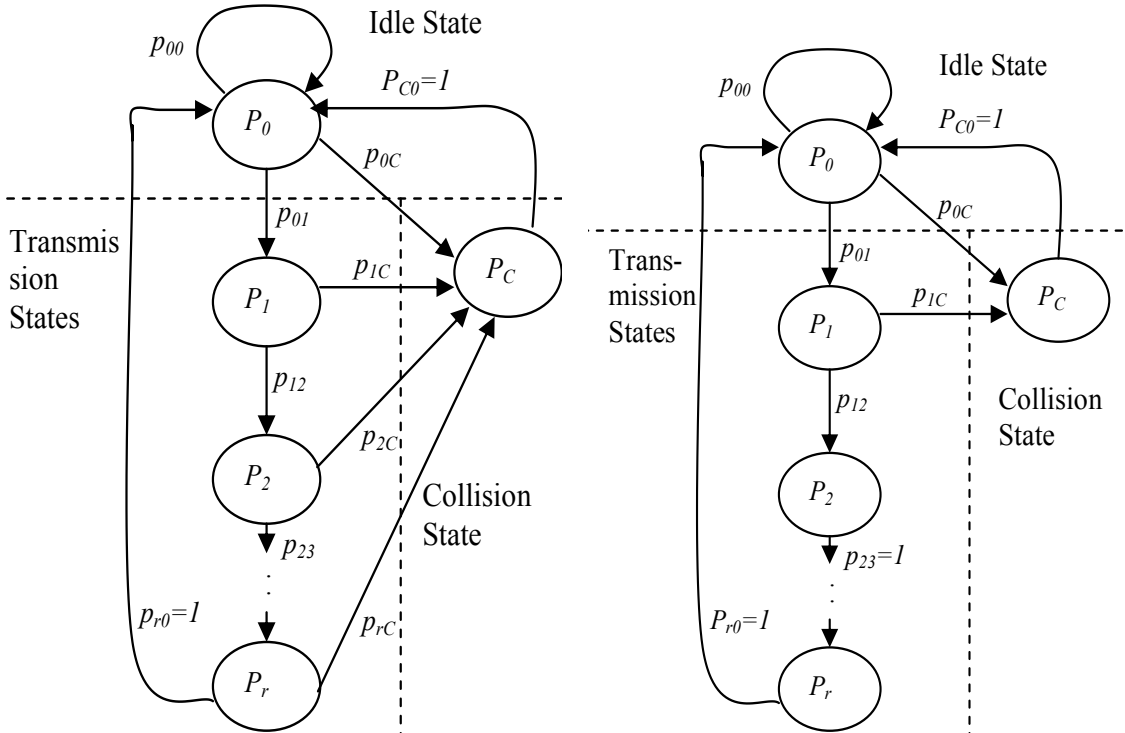 Idle State
p00
PC0=1
P0
p0C
p01
Transmis
sion
States
PC
P1
p1C
p12
P2
p2C
Collision
State
p23
pr0=1
prC
Pr
Idle State
p00
PC0=1
P0
p0C
p01
Trans-
mission
States
PC
P1
p1C
p12
Collision
State
P2
p23=1
Pr0=1
Pr